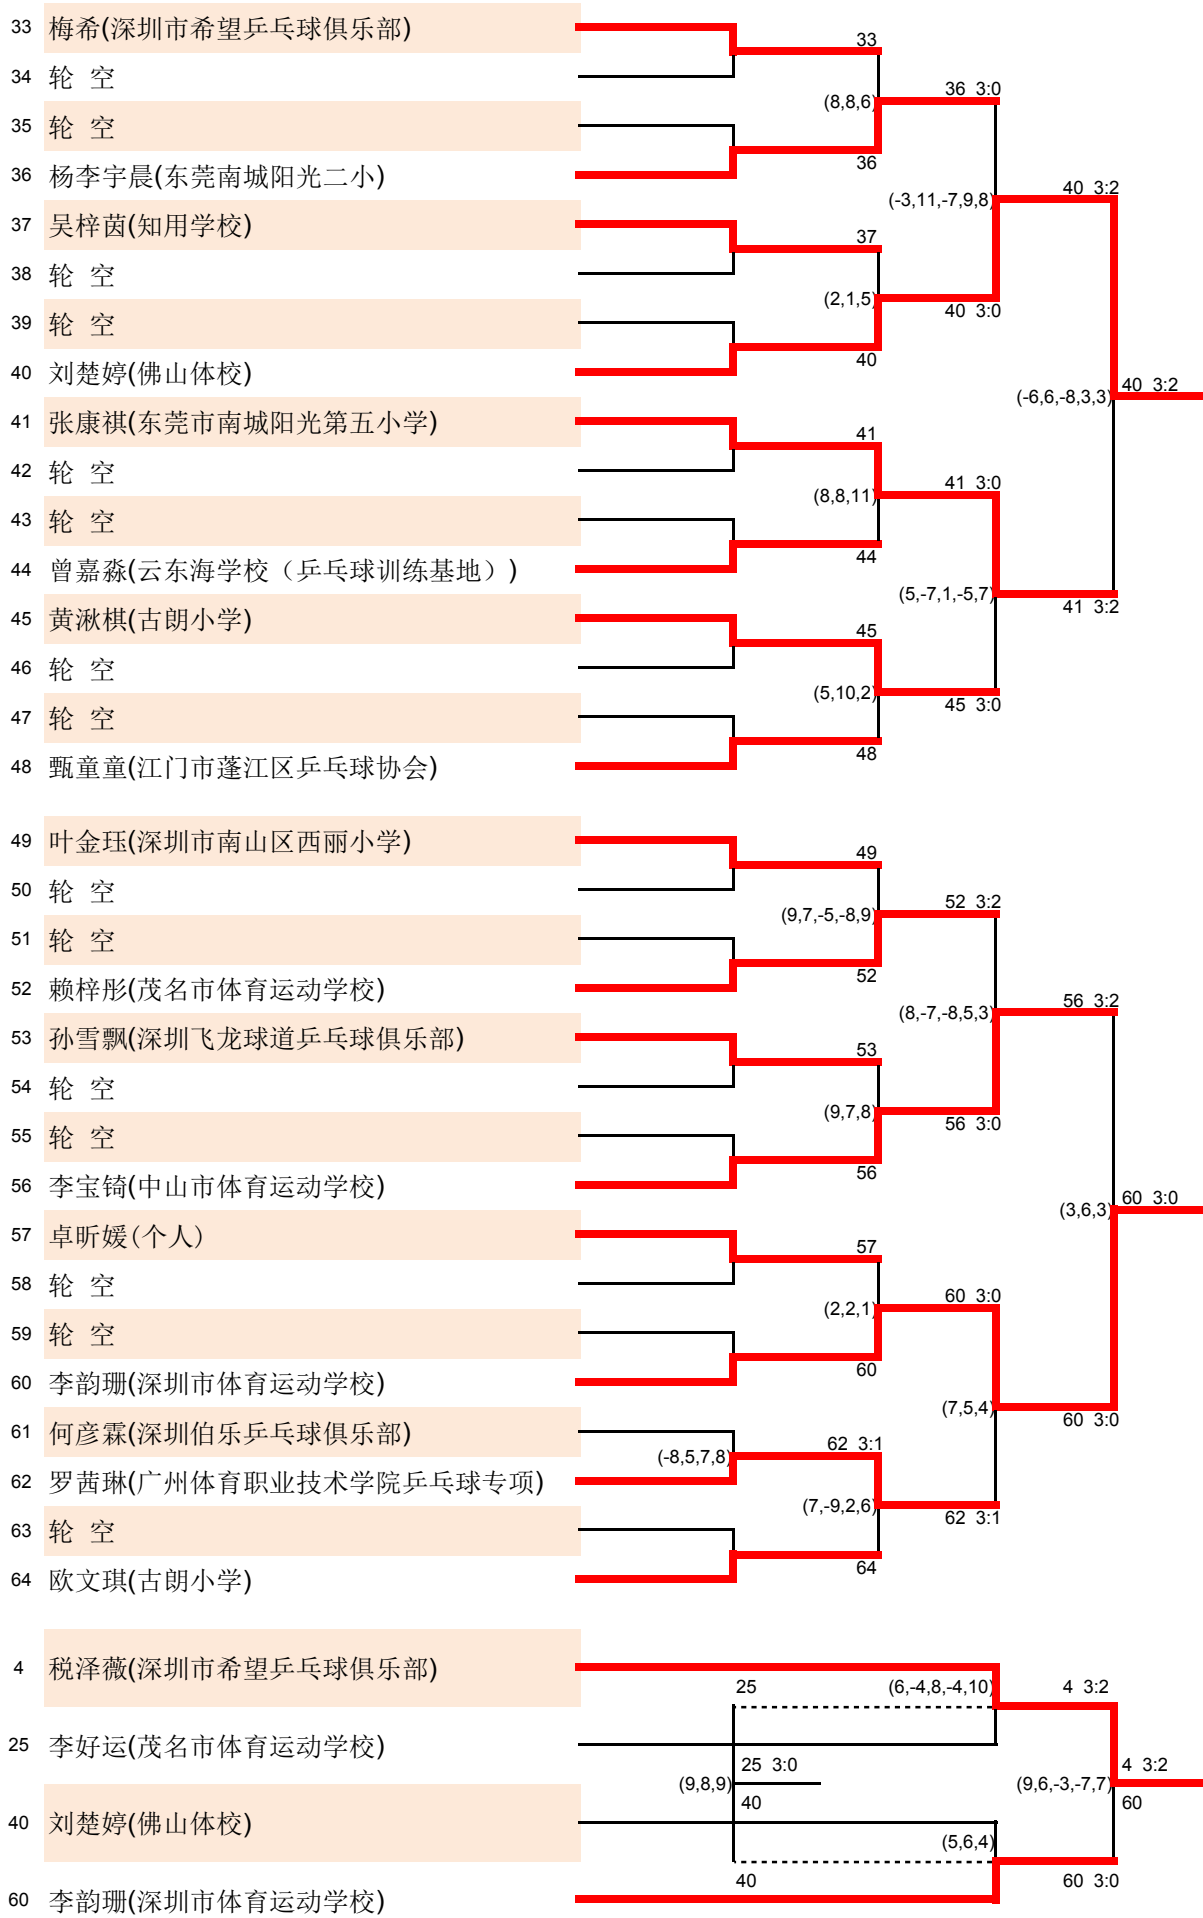 33 梅希(深圳市希望乒乓球俱乐部)
33
34 轮 空
36 3:0
(8,8,6)
35 轮 空
36
36 杨李宇晨(东莞南城阳光二小)
(-3,11,-7,9,8)
40 3:2
37 吴梓茵(知用学校)
37
38 轮 空
(2,1,5)
40 3:0
39 轮 空
40
40 刘楚婷(佛山体校)
(-6,6,-8,3,3)
40 3:2
41 张康祺(东莞市南城阳光第五小学)
41
42 轮 空
41 3:0
(8,8,11)
43 轮 空
44
44 曾嘉淼(云东海学校（乒乓球训练基地）)
(5,-7,1,-5,7)
41 3:2
45 黄湫棋(古朗小学)
45
46 轮 空
(5,10,2)
45 3:0
47 轮 空
48
48 甄童童(江门市蓬江区乒乓球协会)
49 叶金珏(深圳市南山区西丽小学)
49
50 轮 空
52 3:2
(9,7,-5,-8,9)
51 轮 空
52
52 赖梓彤(茂名市体育运动学校)
56 3:2
(8,-7,-8,5,3)
53 孙雪飘(深圳飞龙球道乒乓球俱乐部)
53
54 轮 空
(9,7,8)
56 3:0
55 轮 空
56
56 李宝锜(中山市体育运动学校)
(3,6,3)
60 3:0
57 卓昕媛(个人)
57
58 轮 空
60 3:0
(2,2,1)
59 轮 空
60
60 李韵珊(深圳市体育运动学校)
(7,5,4)
60 3:0
61 何彦霖(深圳伯乐乒乓球俱乐部)
62 3:1
(-8,5,7,8)
62 罗茜琳(广州体育职业技术学院乒乓球专项)
(7,-9,2,6)
62 3:1
63 轮 空
64
64 欧文琪(古朗小学)
4 税泽薇(深圳市希望乒乓球俱乐部)
25
(6,-4,8,-4,10)
4 3:2
25 李好运(茂名市体育运动学校)
25 3:0
4 3:2
(9,8,9)
(9,6,-3,-7,7)
40
60
40 刘楚婷(佛山体校)
(5,6,4)
40
60 3:0
60 李韵珊(深圳市体育运动学校)